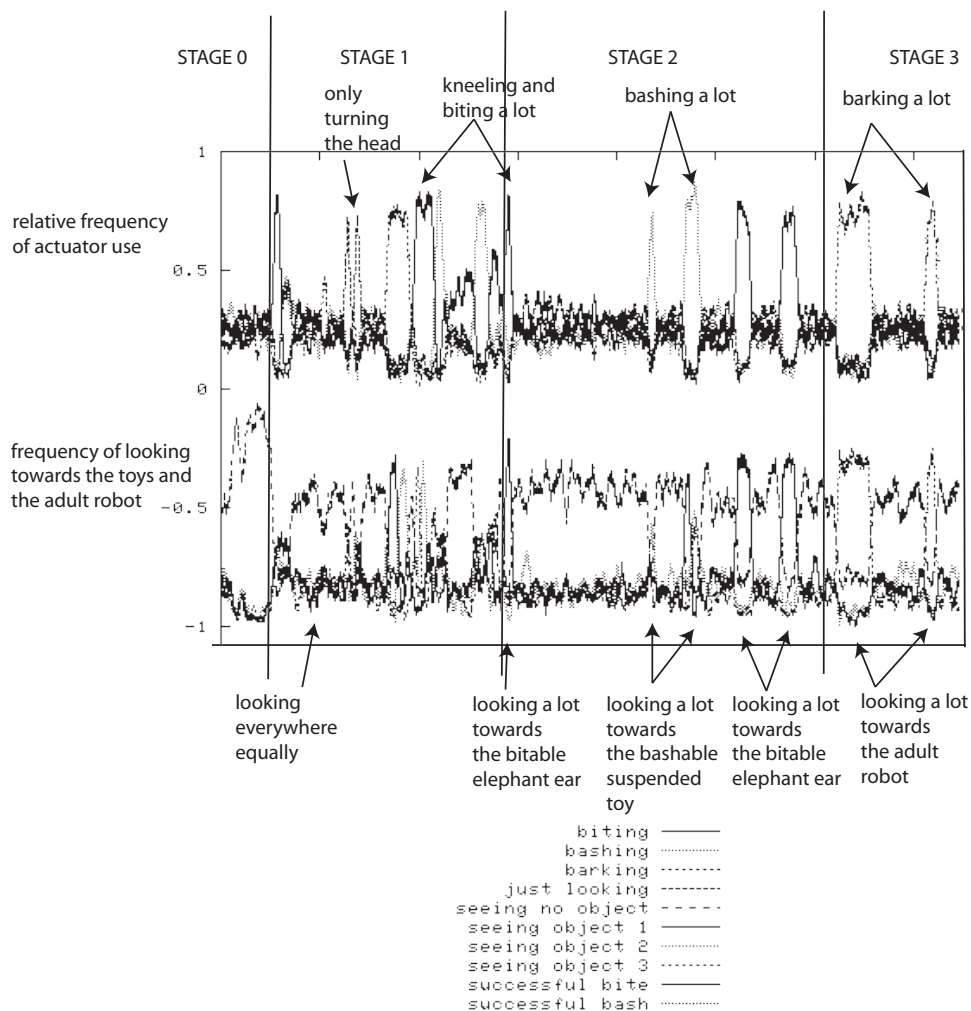 STAGE 0
STAGE 1
STAGE 2
STAGE 3
only
turning
the head
kneeling and
biting a lot
bashing a lot
barking a lot
relative frequency
of actuator use
frequency of looking
towards the toys and
the adult robot
1
0.5
0
-0.5
-1
looking
everywhere
equally
looking a lot
towards
the bitable
elephant ear
looking a lot
towards
the bashable
suspended
toy
looking a lot
towards
the bitable
elephant ear
looking a lot
towards
the adult
robot
biting
bashing
barking
just looking
seeing no object
seeing object 1
seeing object 2
seeing object 3
successful bite
successful bash